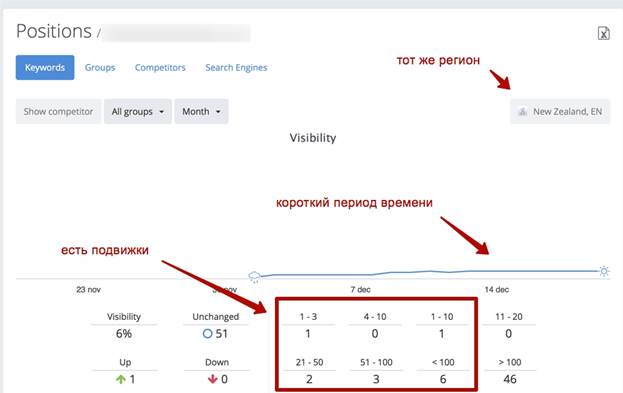 Positions /
Keywords Groups Competitors Search Engines
тот же регион
Show competitor All groups Month New Zealand, EN
Visibility
короткий период времени
есть подвижки
23 nov 30 nov 7 dec 14 dec
Visibility Unchanged 1 - 3 4 - 10 1 - 10 11 - 20
6% 51 1 0 1 0
Up Down 21 - 50 51 - 100 < 100 > 100
1 0 2 3 6 46